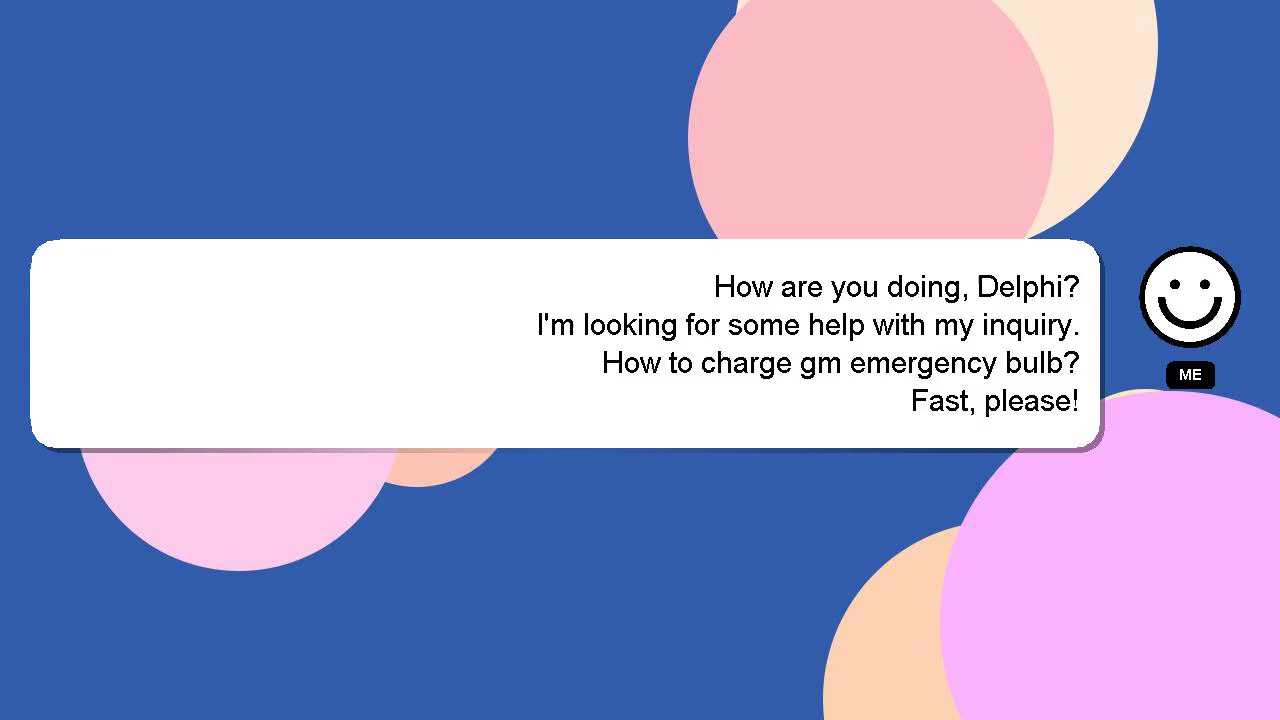 How are you doing, Delphi?
I'm looking for some help with my inquiry.
How to charge gm emergency bulb?
Fast, please!
ME